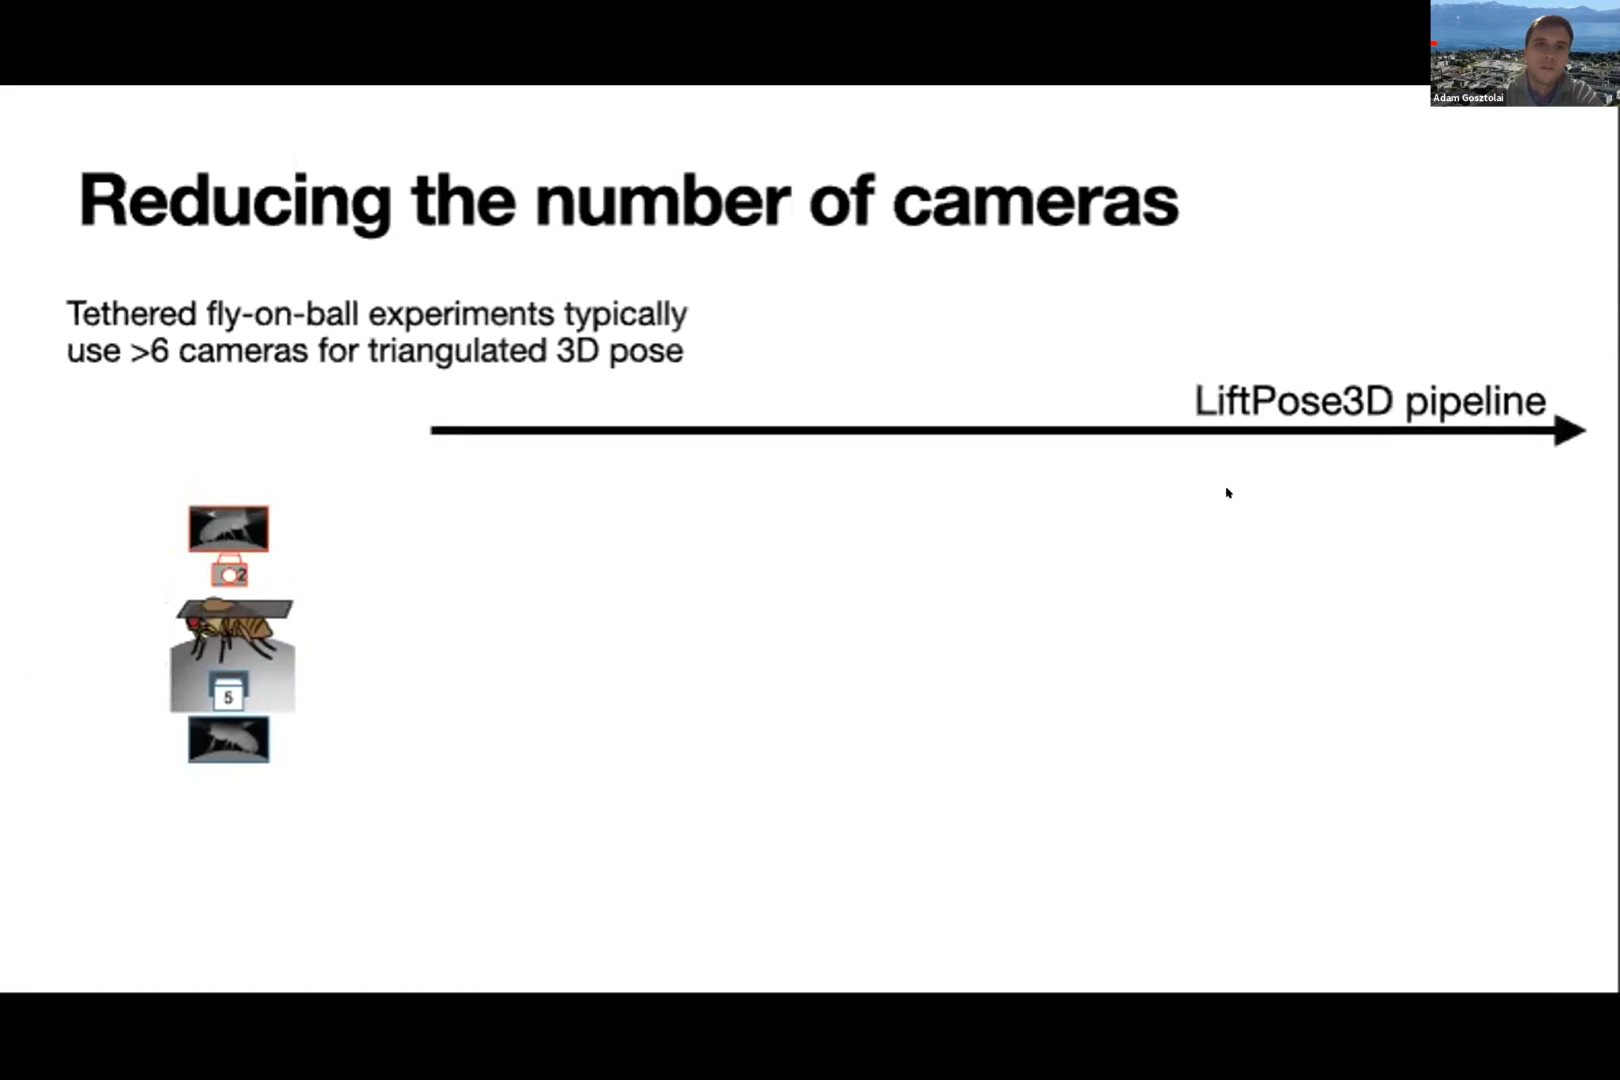 Adam Gosztolai
Reducing the number of cameras
Tethered fly-on-ball experiments typically
use >6 cameras for triangulated 3D pose
LiftPose3D pipeline
2
5